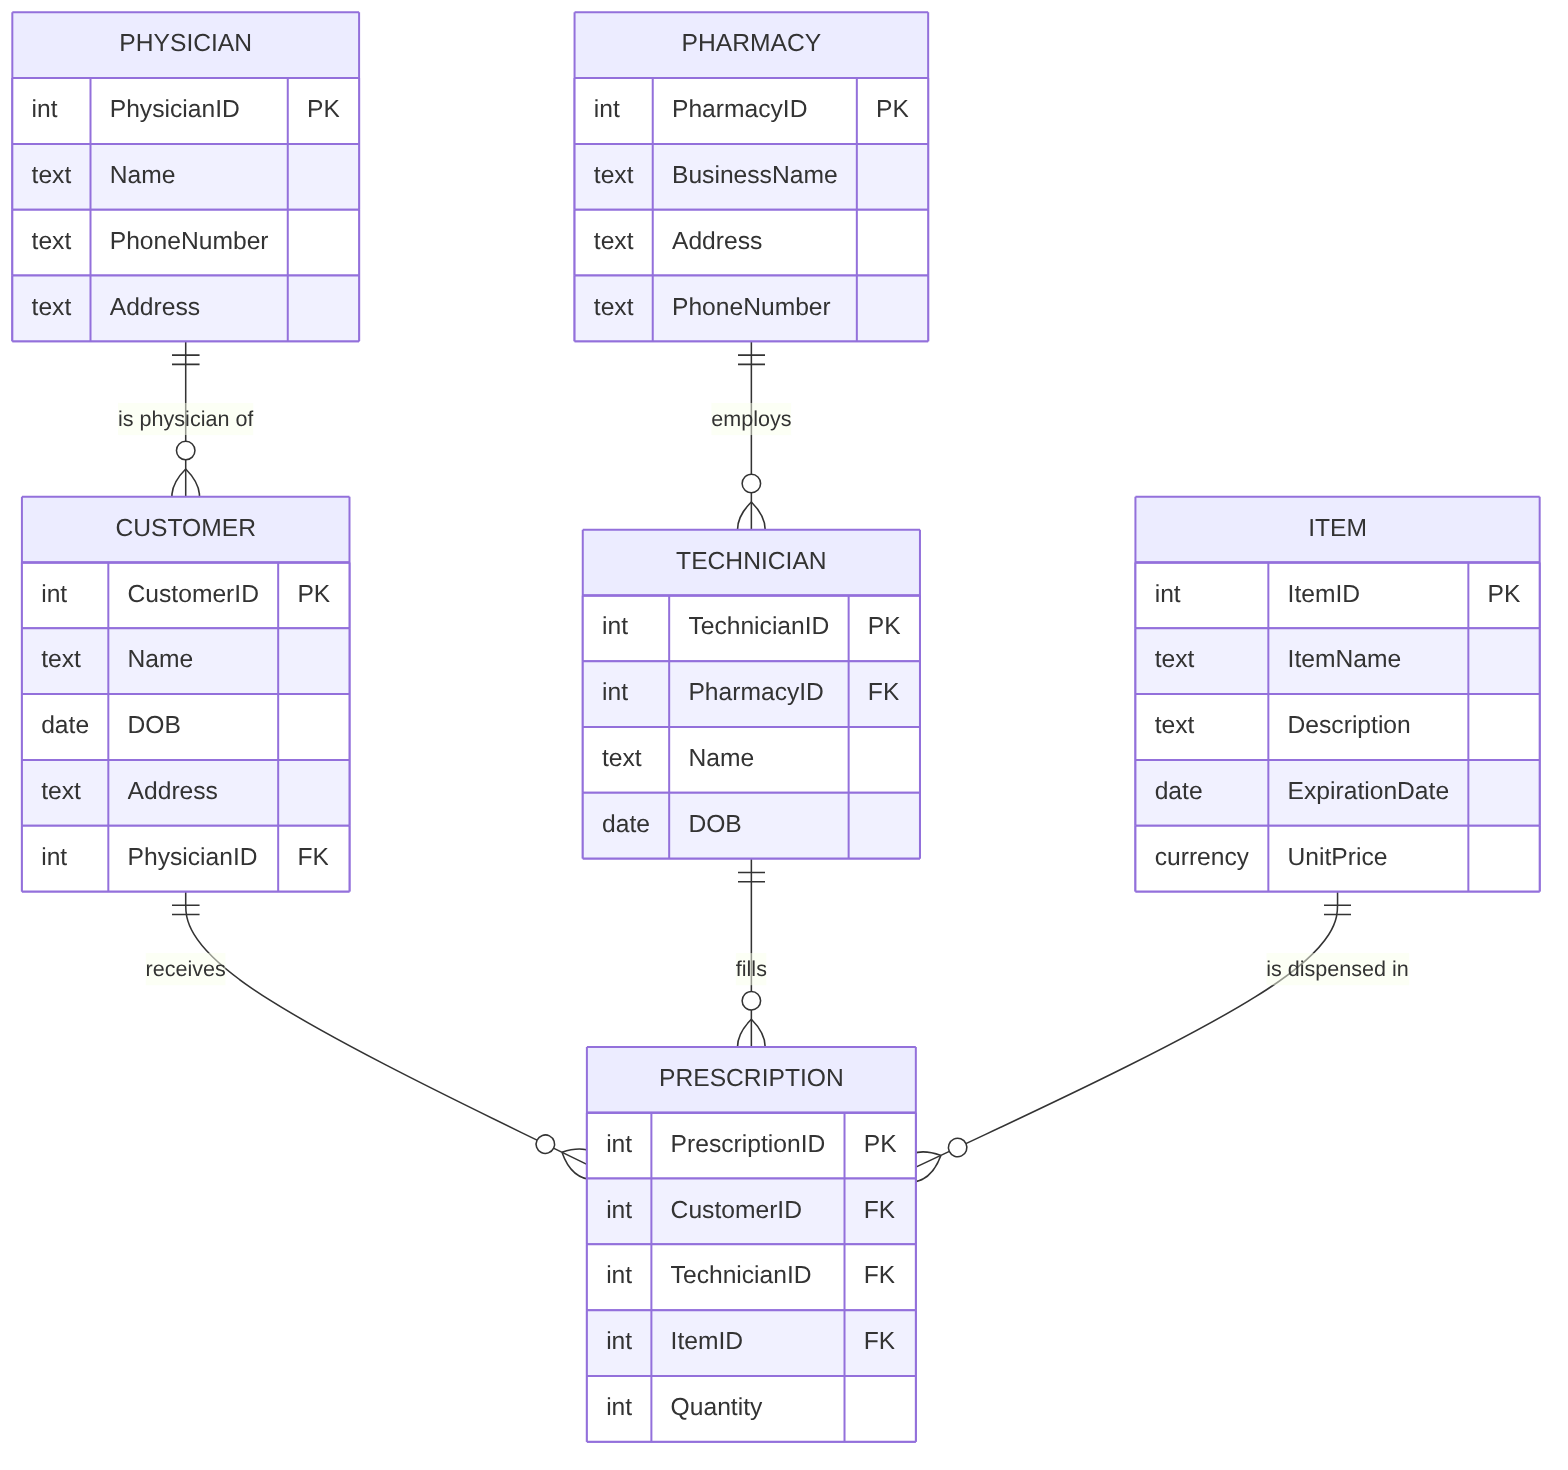 PHYSICIAN
int PhysicianID PK
text Name
text PhoneNumber
text Address
PHARMACY
int PharmacyID PK
text BusinessName
text Address
text PhoneNumber
is physician of
employs
CUSTOMER
int CustomerID PK
text Name
date DOB
text Address
int PhysicianID FK
TECHNICIAN
int TechnicianID PK
int PharmacyID FK
text Name
date DOB
ITEM
int ItemID PK
text ItemName
text Description
date ExpirationDate
currency UnitPrice
receives
fills
is dispensed in
PRESCRIPTION
int PrescriptionID PK
int CustomerID FK
int TechnicianID FK
int ItemID FK
int Quantity